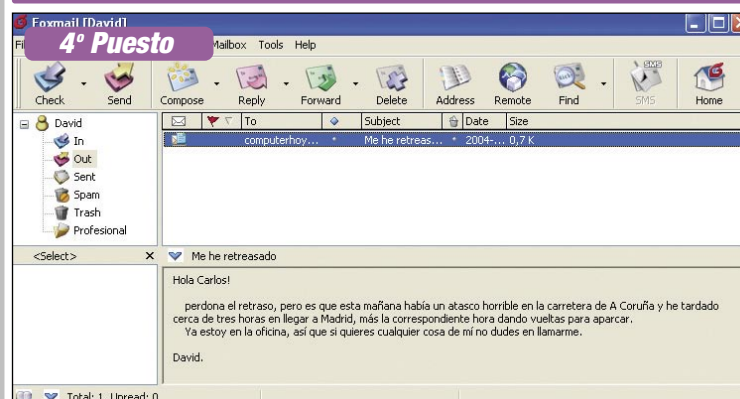 Foxmail [David]
4º Puesto
Mailbox Tools Help
Check Send Compose Reply Forward Delete Address Remote Find SMS Home
David
In
Out
Sent
Spam
Trash
Profesional
To Subject Date Size
computerhoy... Me he retreas... 2004-... 0,7 K
<Select> X Me he retreasado
Hola Carlos!
perdona el retraso, pero es que esta mañana había un atasco horrible en la carretera de A Coruña y he tardado
cerca de tres horas en llegar a Madrid, más la correspondiente hora dando vueltas para aparcar.
Ya estoy en la oficina, así que si quieres cualquier cosa de mí no dudes en llamarme.
David.
Total: 1 Unread: 0